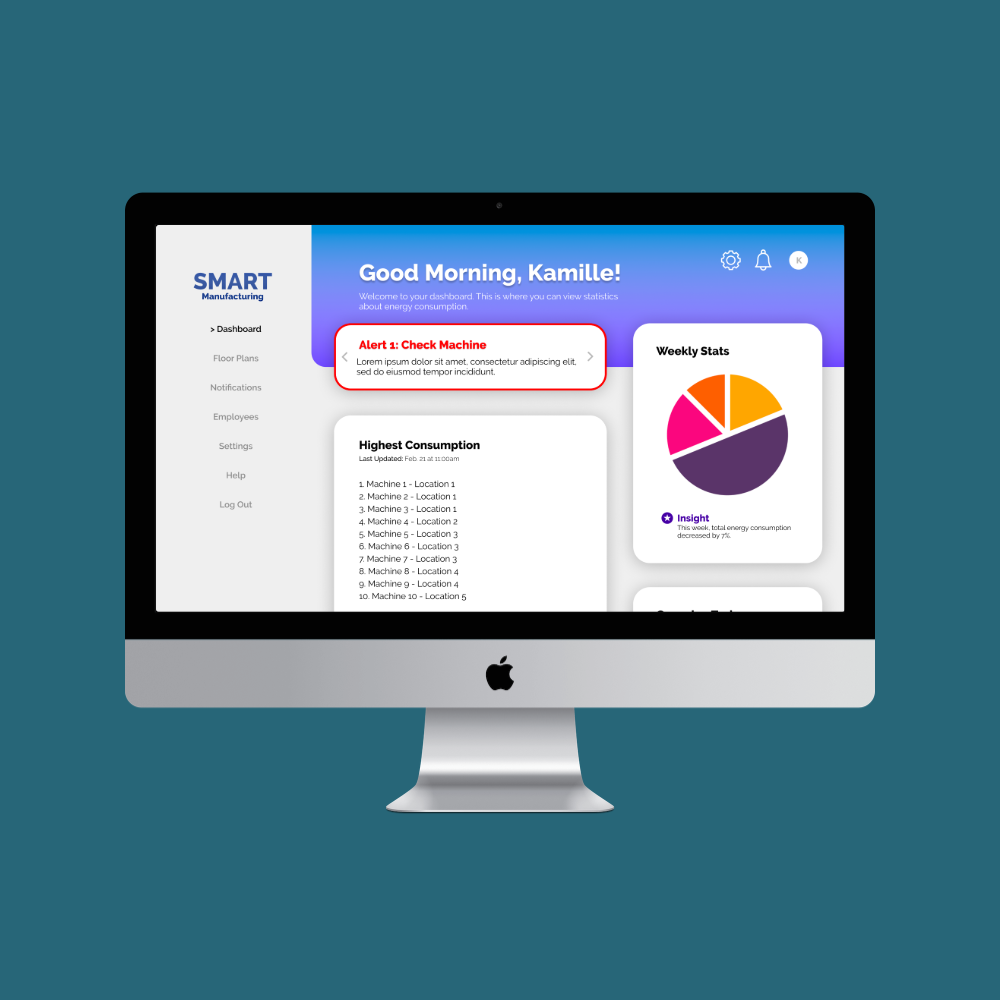 SMART
Manufacturing
> Dashboard
Floor Plans
Notifications
Employees
Settings
Help
Log Out
Good Morning, Kamille!
Welcome to your dashboard. This is where you can view statistics
about energy consumption.
K
Alert 1: Check Machine
Lorem ipsum dolor sit amet, consectetur adipiscing elit,
sed do eiusmod tempor incididunt.
Highest Consumption
Last Updated: Feb. 21 at 11:00am
1. Machine 1 - Location 1
2. Machine 2 - Location 1
3. Machine 3 - Location 1
4. Machine 4 - Location 2
5. Machine 5 - Location 3
6. Machine 6 - Location 3
7. Machine 7 - Location 3
8. Machine 8 - Location 4
9. Machine 9 - Location 4
10. Machine 10 - Location 5
Weekly Stats
Insight
This week, total energy consumption
decreased by 7%.